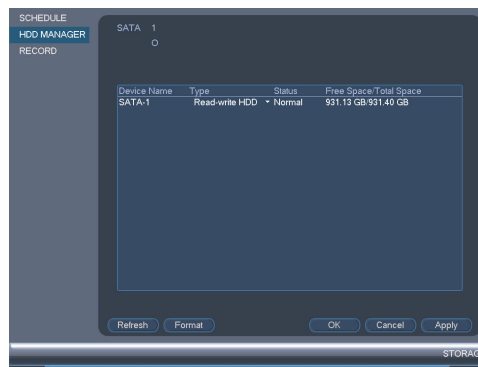 SCHEDULE
HDD MANAGER
RECORD
SATA 1
O
Device Name Type Status Free Space/Total Space
SATA-1 Read-write HDD Normal 931.13 GB/931.40 GB
Refresh Format OK Cancel Apply
STORAG